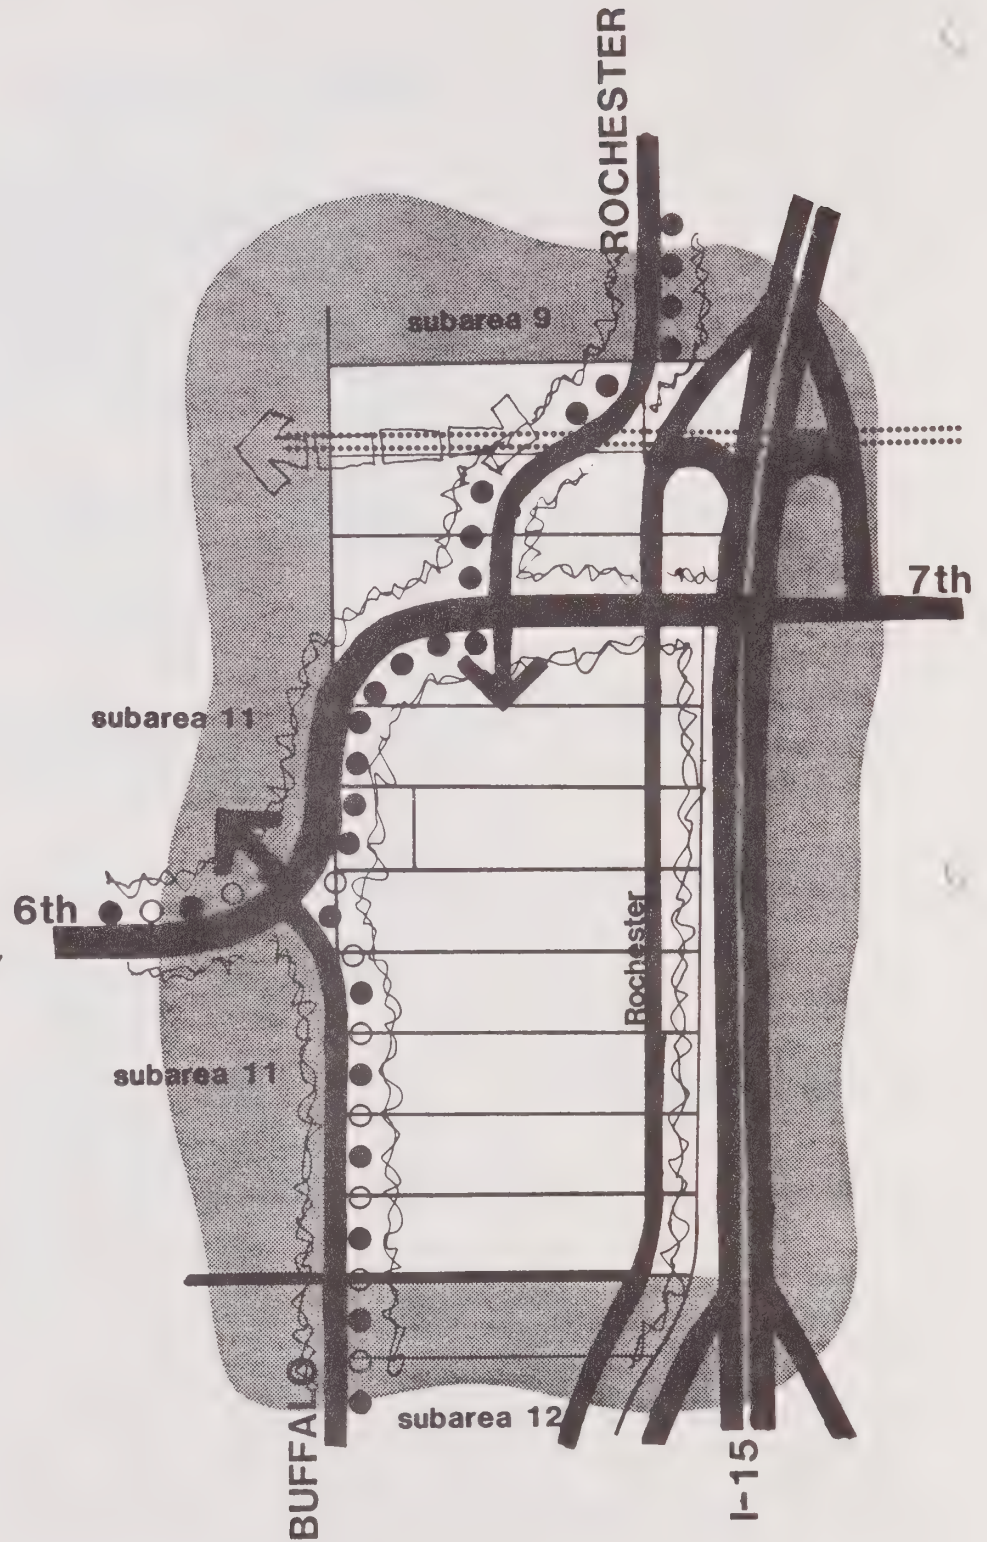 ROCHESTER
subarea 9
7th
subarea 11
6th
Rochester
subarea 11
BUFFALO
subarea 12
I-15